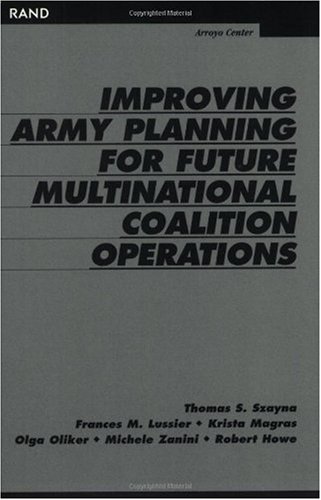 RAND
Arroyo Center
IMPROVING
ARMY PLANNING
FOR FUTURE
MULTINATIONAL
COALITION
OPERATIONS
Thomas S. Szayna
Frances M. Lussier • Krista Magras
Olga Oliker • Michele Zanini • Robert Howe